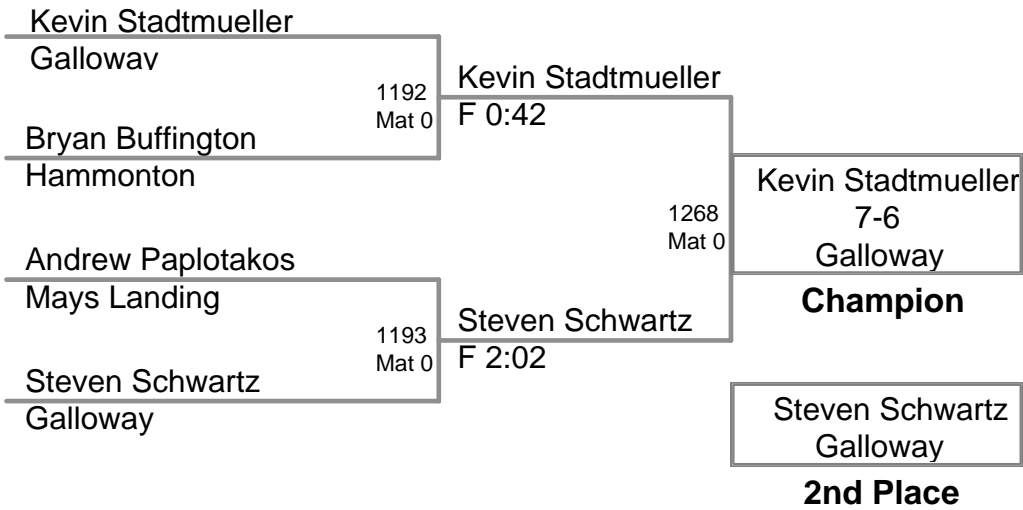 Kevin Stadtmueller
Galloway
1192
Mat 0
Bryan Buffington
Hammonton
Kevin Stadtmueller
F 0:42
Andrew Paplotakos
Mays Landing
1193
Mat 0
Steven Schwartz
Galloway
Steven Schwartz
F 2:02
1268
Mat 0
Kevin Stadtmueller
7-6
Galloway
Champion
Steven Schwartz
Galloway
2nd Place